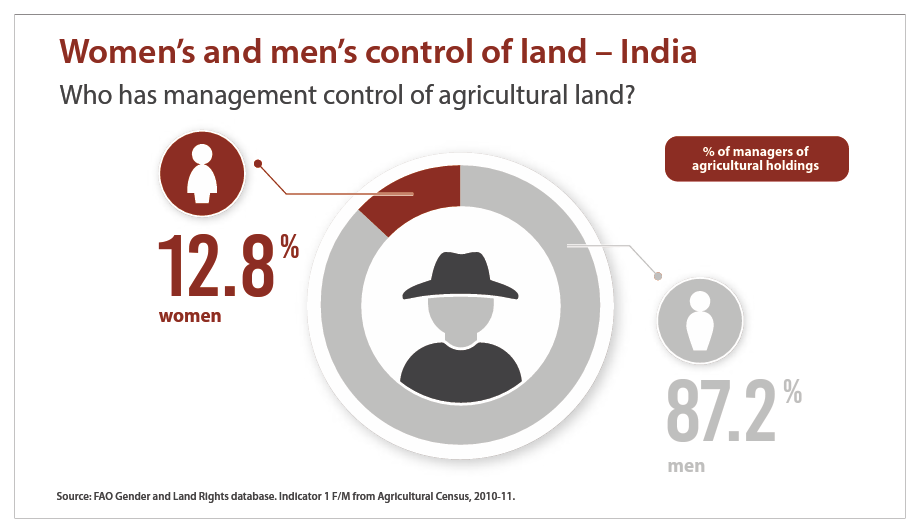 Women's and men's control of land – India
Who has management control of agricultural land?
% of managers of
agricultural holdings
12.8%
women
87.2%
men
Source: FAO Gender and Land Rights database. Indicator 1 F/M from Agricultural Census, 2010-11.